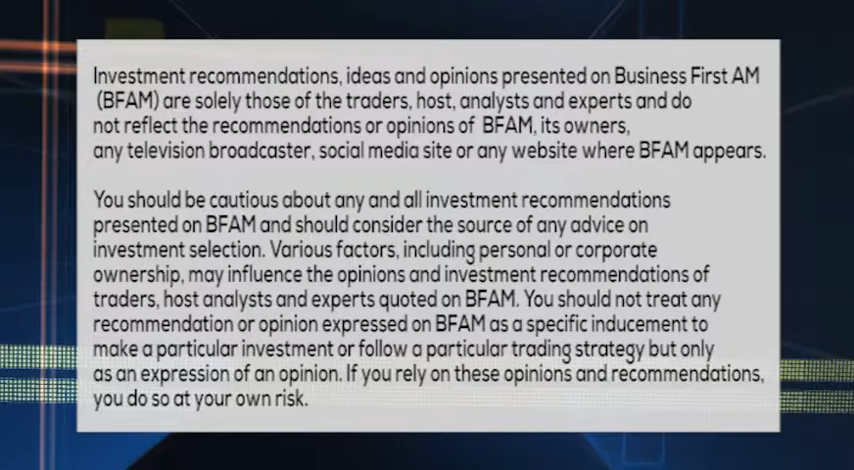 Investment recommendations, ideas and opinions presented on Business First AM
(BFAM) are solely those of the traders, host, analysts and experts and do
not reflect the recommendations or opinions of BFAM, its owners,
any television broadcaster, social media site or any website where BFAM appears.
You should be cautious about any and all investment recommendations
presented on BFAM and should consider the source of any advice on
investment selection. Various factors, including personal or corporate
ownership, may influence the opinions and investment recommendations of
traders, host analysts and experts quoted on BFAM. You should not treat any
recommendation or opinion expressed on BFAM as a specific inducement to
make a particular investment or follow a particular trading strategy but only
as an expression of an opinion. If you rely on these opinions and recommendations,
you do so at your own risk.